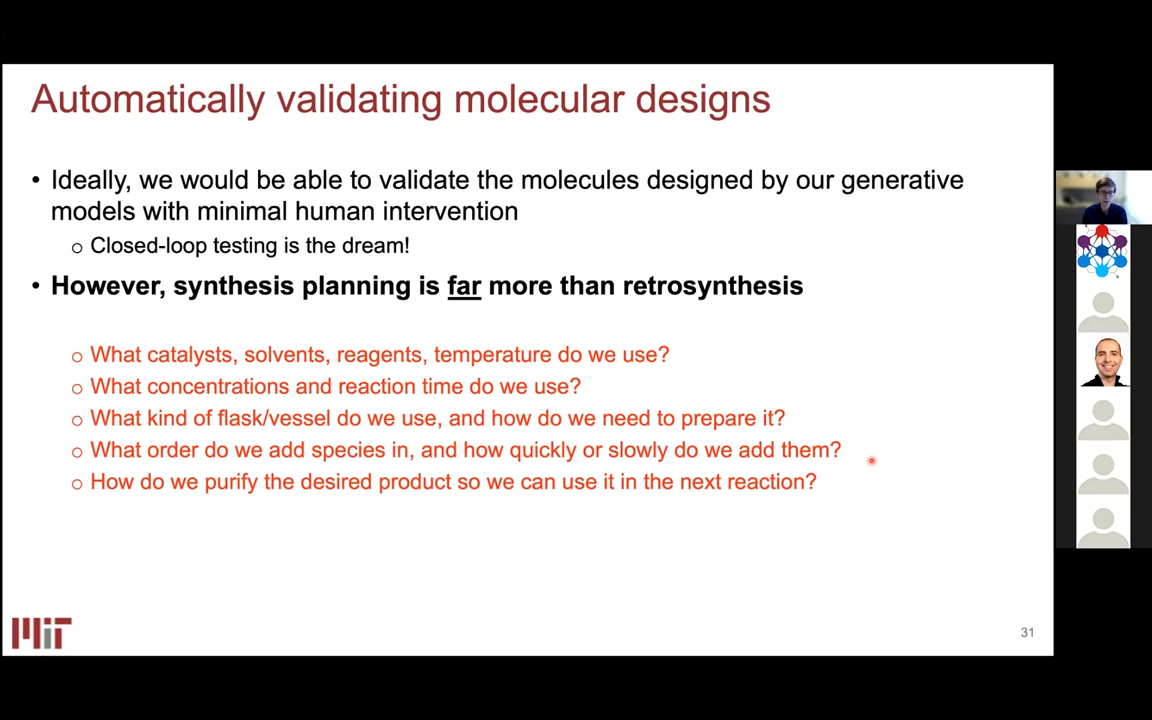 Automatically validating molecular designs
• Ideally, we would be able to validate the molecules designed by our generative
models with minimal human intervention
o Closed-loop testing is the dream!
• However, synthesis planning is far more than retrosynthesis
o What catalysts, solvents, reagents, temperature do we use?
o What concentrations and reaction time do we use?
o What kind of flask/vessel do we use, and how do we need to prepare it?
o What order do we add species in, and how quickly or slowly do we add them?
o How do we purify the desired product so we can use it in the next reaction?
MIT
31